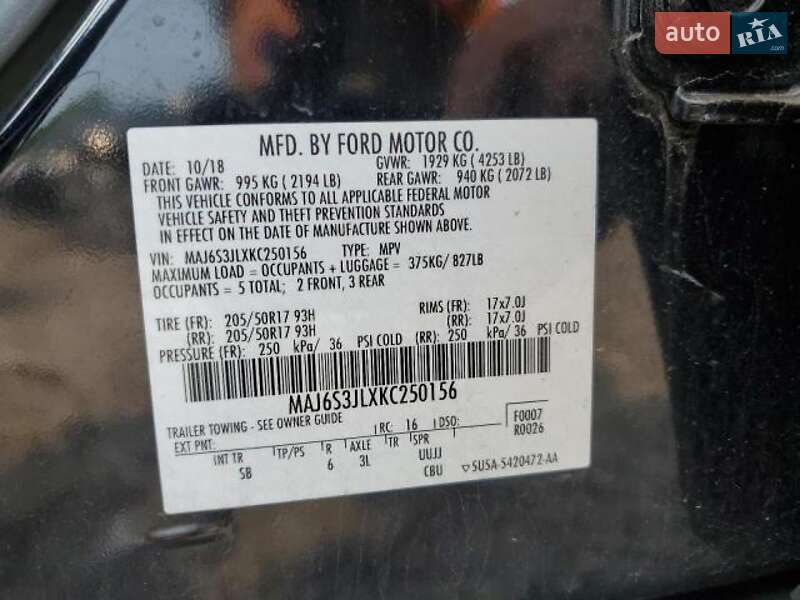 auto RIA.com
MFD. BY FORD MOTOR CO.
DATE: 10/18 GVWR: 1929 KG ( 4253 LB)
FRONT GAWR: 995 KG ( 2194 LB) REAR GAWR: 940 KG ( 2072 LB)
THIS VEHICLE CONFORMS TO ALL APPLICABLE FEDERAL MOTOR
VEHICLE SAFETY AND THEFT PREVENTION STANDARDS
IN EFFECT ON THE DATE OF MANUFACTURE SHOWN ABOVE.
VIN: MAJ6S3JLXKC250156 TYPE: MPV
MAXIMUM LOAD = OCCUPANTS + LUGGAGE = 375KG/ 827LB
OCCUPANTS = 5 TOTAL; 2 FRONT, 3 REAR
TIRE (FR): 205/50R17 93H RIMS (FR): 17x7.0J
(RR): 205/50R17 93H (RR): 17x7.0J
PRESSURE (FR): 250 kPa/ 36 PSI COLD (RR): 250 kPa/ 36 PSI COLD
MAJ6S3JLXKC250156
TRAILER TOWING - SEE OWNER GUIDE
EXT PNT: RC: 16 DSO: F0007
R0026
INT TR TP/PS R AXLE TR SPR
SB 6 3L UUJJ
CBU ▽SU5A-5420472-AA